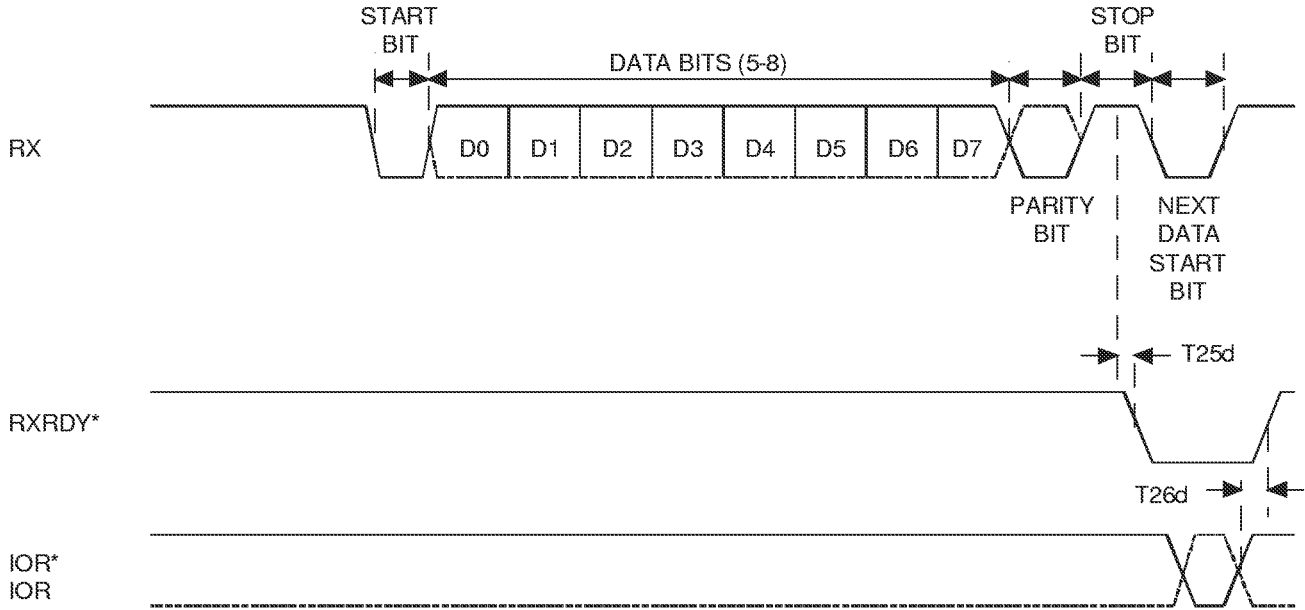 START
BIT
STOP
BIT
DATA BITS (5-8)
RX
D0 D1 D2 D3 D4 D5 D6 D7
PARITY
BIT
NEXT
DATA
START
BIT
T25d
RXRDY*
T26d
IOR*
IOR